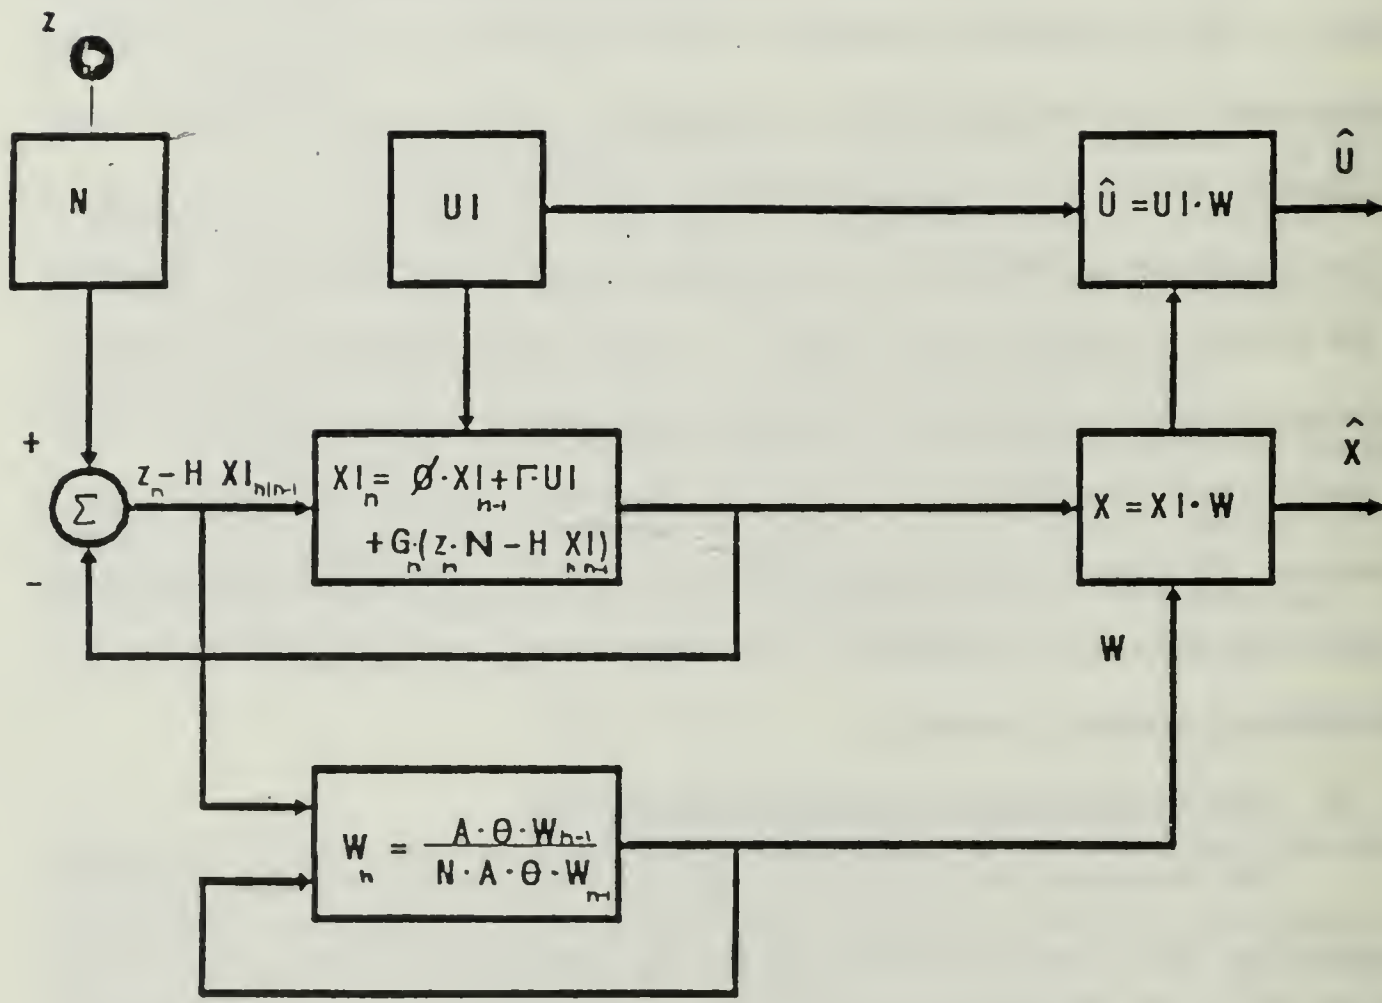 z
n
N
UI
Û = UI · W
Û
+
Σ
-
z_n - H XI_n|n-1
XI_n = Ø · XI_n-1 + Γ · UI
+ G_n · (z_n · N - H XI_n|n-1)
X = XI · W
X̂
W
W_n = A · θ · W_n-1
N · A · θ · W_n-1